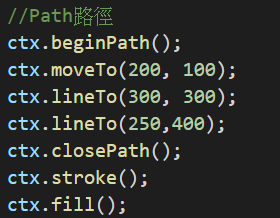 //Path路徑
ctx.beginPath();
ctx.moveTo(200, 100);
ctx.lineTo(300, 300);
ctx.lineTo(250,400);
ctx.closePath();
ctx.stroke();
ctx.fill();